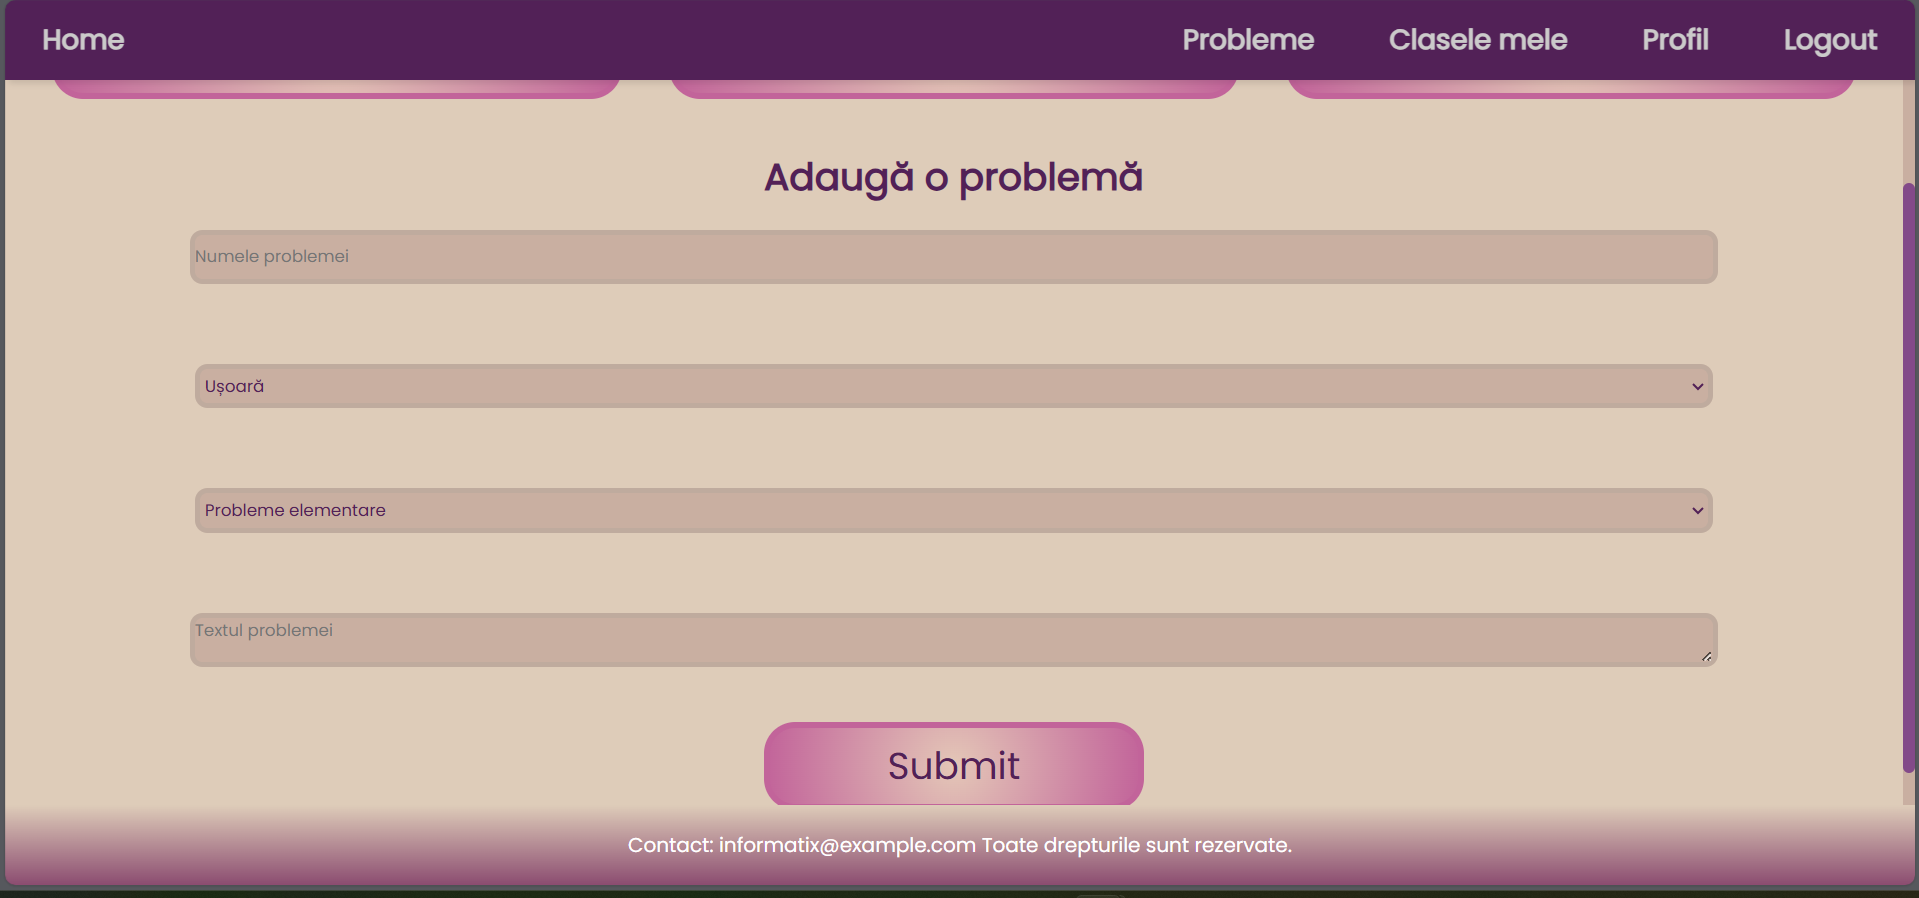 Home Probleme Clasele mele Profil Logout
Adaugă o problemă
Numele problemei
Ușoară
Probleme elementare
Textul problemei
Submit
Contact: informatix@example.com Toate drepturile sunt rezervate.